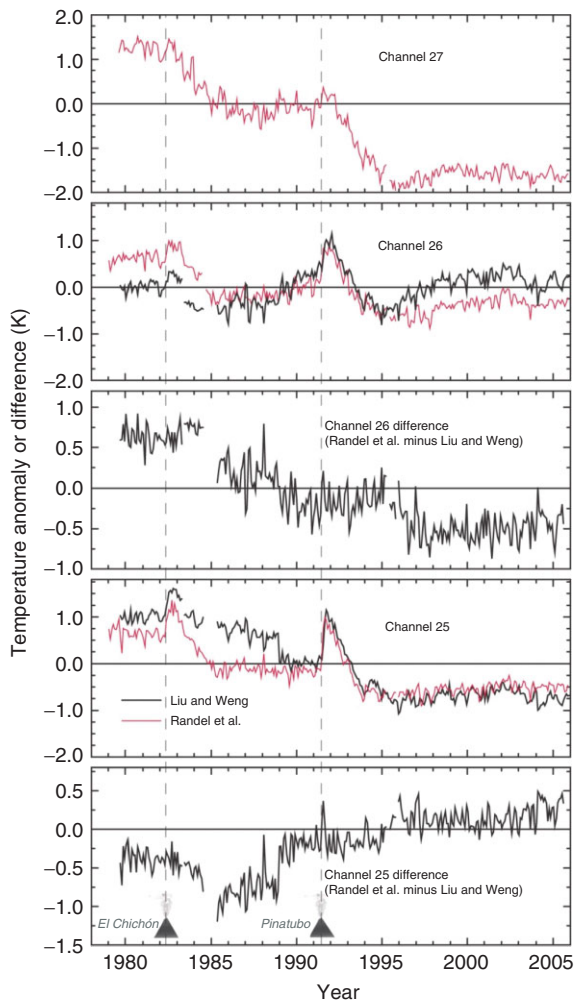 Temperature anomaly or difference (K)
2.0
1.0
0.0
−1.0
−2.0
Channel 27
1.0
0.0
−1.0
−2.0
Channel 26
1.0
0.5
0.0
−0.5
−1.0
Channel 26 difference
(Randel et al. minus Liu and Weng)
1.0
0.0
−1.0
−2.0
Channel 25
Liu and Weng
Randel et al.
0.5
0.0
−0.5
−1.0
−1.5
Channel 25 difference
(Randel et al. minus Liu and Weng)
El Chichón
Pinatubo
1980 1985 1990 1995 2000 2005
Year